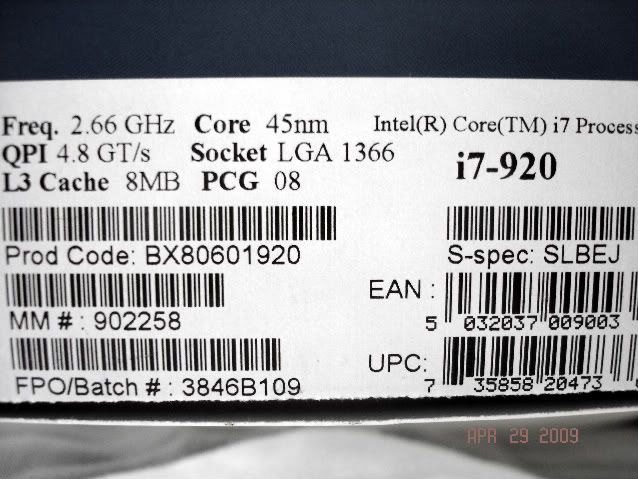 Freq. 2.66 GHz Core 45nm Intel(R) Core(TM) i7 Process
QPI 4.8 GT/s Socket LGA 1366 i7-920
L3 Cache 8MB PCG 08
Prod Code: BX80601920 S-spec: SLBEJ
MM # : 902258 EAN : 5 032037 009003
FPO/Batch # : 3846B109 UPC: 7 35858 20473
APR 29 2009